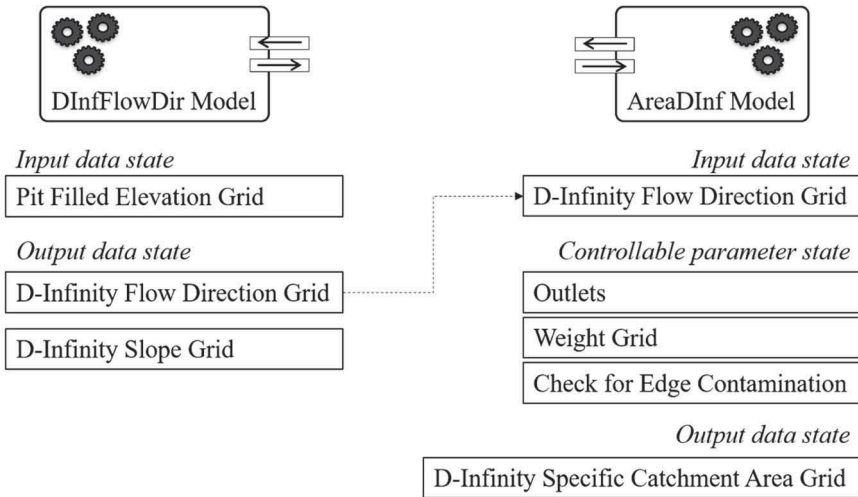 DInfFlowDir Model
Input data state
Pit Filled Elevation Grid
Output data state
D-Infinity Flow Direction Grid
D-Infinity Slope Grid
AreaDInf Model
Input data state
D-Infinity Flow Direction Grid
Controllable parameter state
Outlets
Weight Grid
Check for Edge Contamination
Output data state
D-Infinity Specific Catchment Area Grid